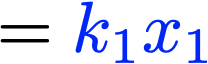 = k₁x₁